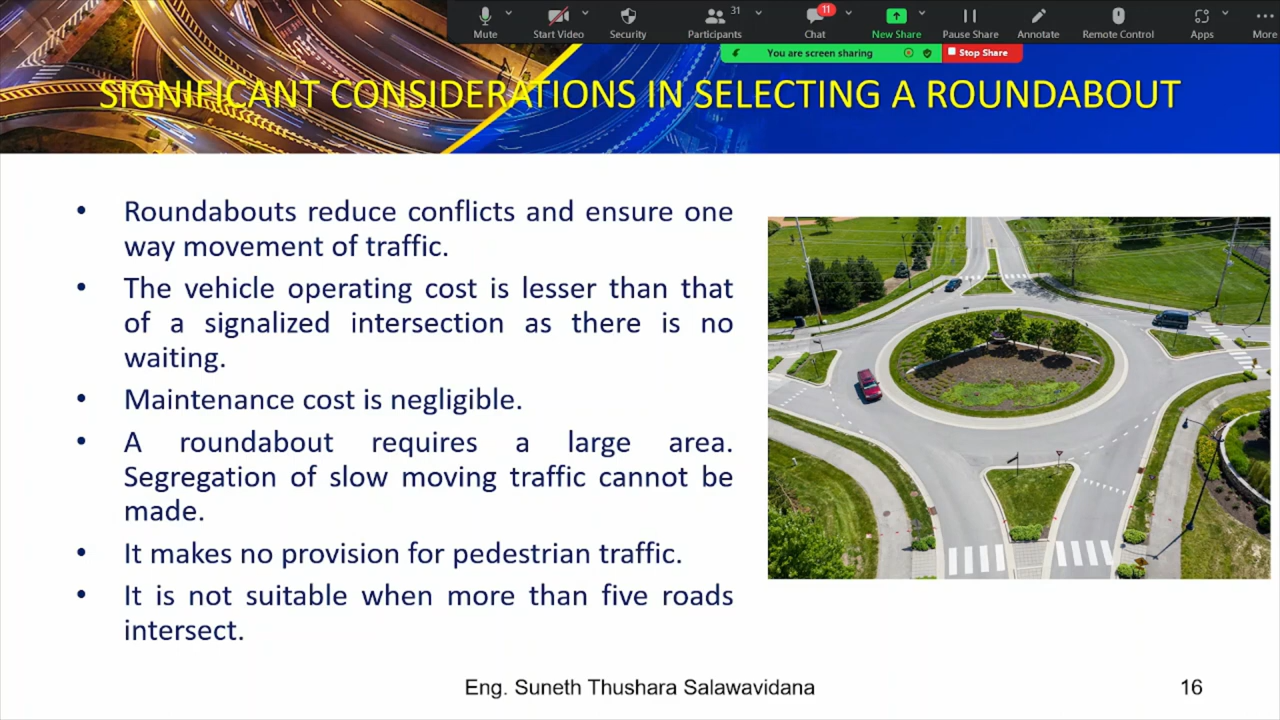 31
11
Mute
Start Video
Security
Participants
Chat
New Share
Pause Share
Annotate
Remote Control
Apps
More
You are screen sharing
Stop Share
SIGNIFICANT CONSIDERATIONS IN SELECTING A ROUNDABOUT
• Roundabouts reduce conflicts and ensure one
way movement of traffic.
• The vehicle operating cost is lesser than that
of a signalized intersection as there is no
waiting.
• Maintenance cost is negligible.
• A roundabout requires a large area.
Segregation of slow moving traffic cannot be
made.
• It makes no provision for pedestrian traffic.
• It is not suitable when more than five roads
intersect.
Eng. Suneth Thushara Salawavidana
16